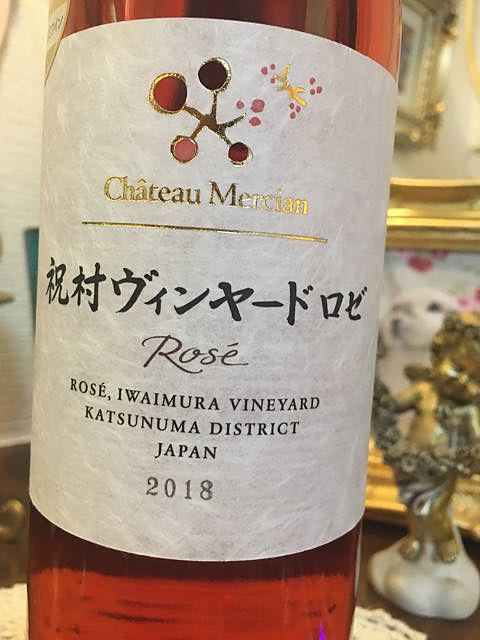 Château Mercian
祝村ヴィンヤード ロゼ
Rosé
ROSÉ, IWAIMURA VINEYARD
KATSUNUMA DISTRICT
JAPAN
2018